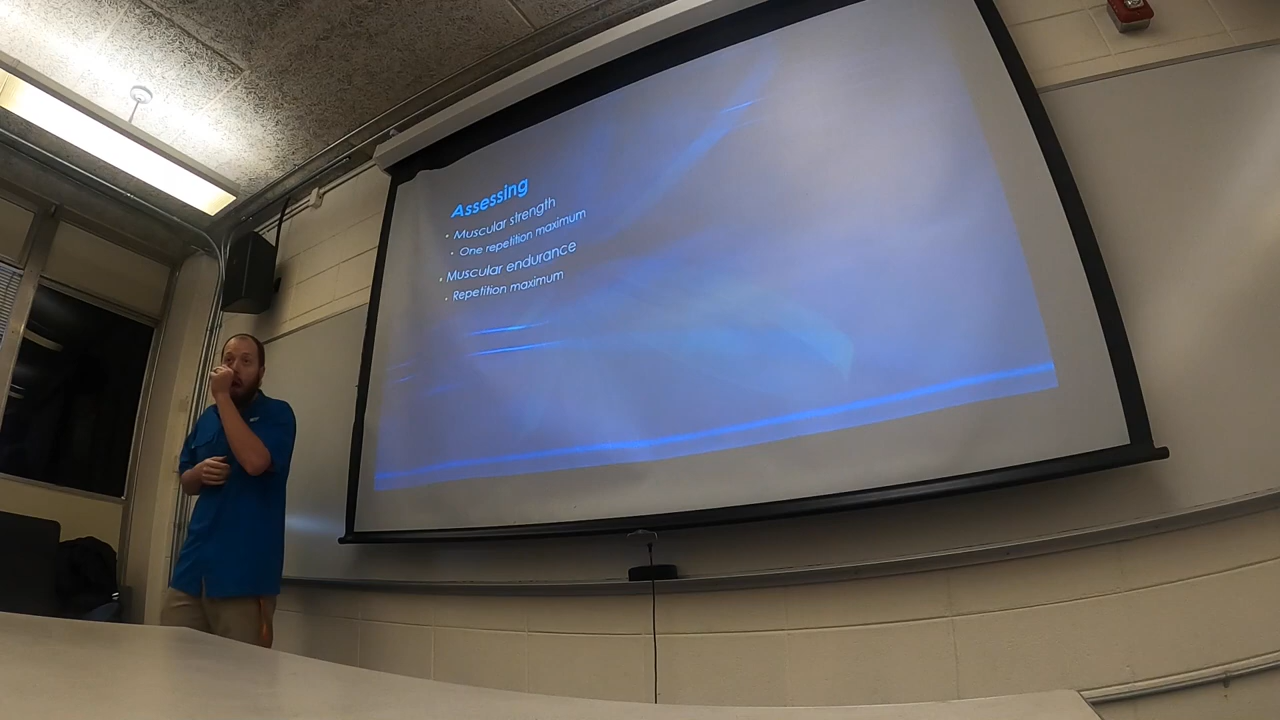 Assessing
Muscular strength
One repetition maximum
Muscular endurance
Repetition maximum